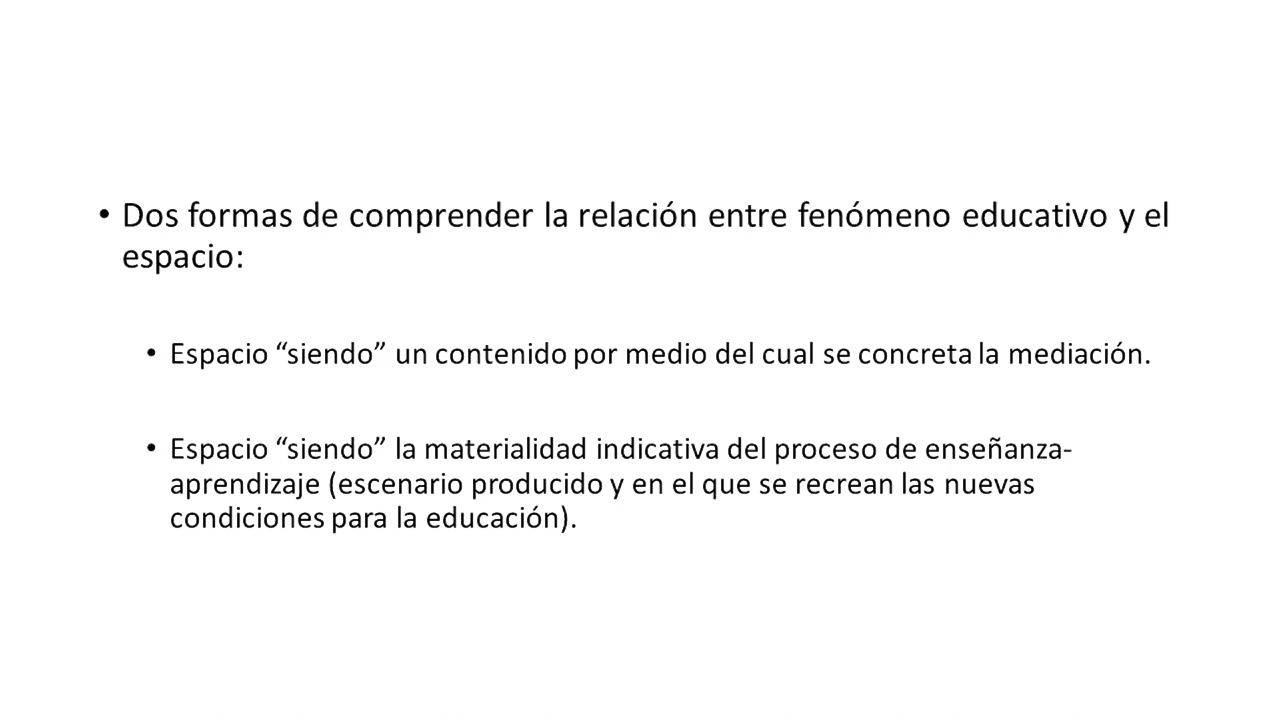 • Dos formas de comprender la relación entre fenómeno educativo y el
espacio:
• Espacio “siendo” un contenido por medio del cual se concreta la mediación.
• Espacio “siendo” la materialidad indicativa del proceso de enseñanza-
aprendizaje (escenario producido y en el que se recrean las nuevas
condiciones para la educación).